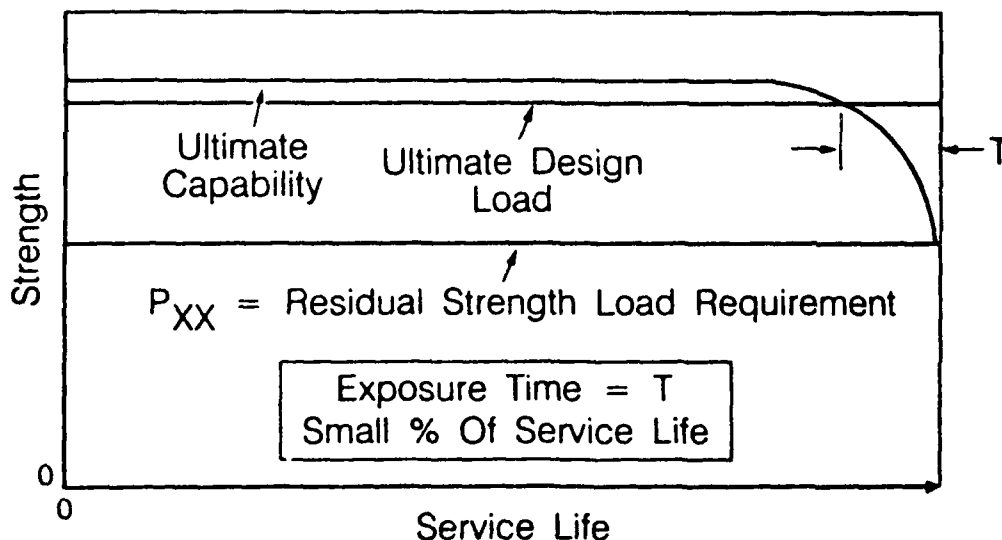 Ultimate
Capability
Ultimate Design
Load
T
Strength
P_XX = Residual Strength Load Requirement
Exposure Time = T
Small % Of Service Life
0
0
Service Life